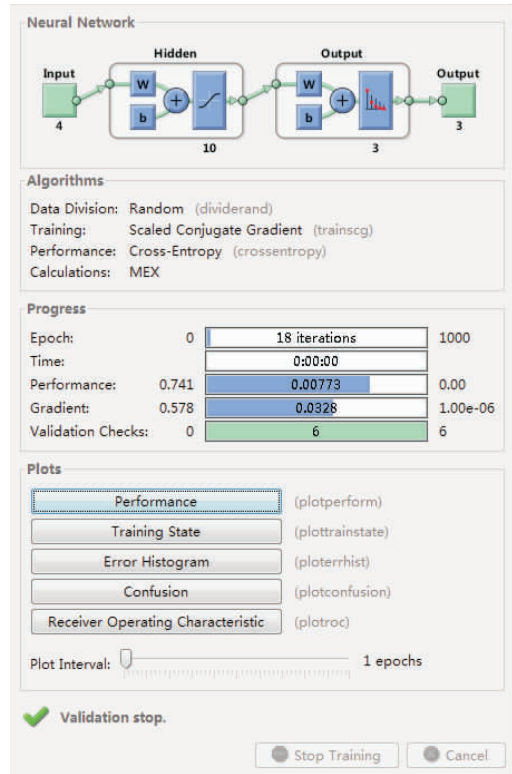 Neural Network
Hidden
Output
Input
W
b
+
W
b
+
Output
4
10
3
3
Algorithms
Data Division: Random (dividerand)
Training: Scaled Conjugate Gradient (trainscg)
Performance: Cross-Entropy (crossentropy)
Calculations: MEX
Progress
Epoch: 0 18 iterations 1000
Time: 0:00:00
Performance: 0.741 0.00773 0.00
Gradient: 0.578 0.0328 1.00e-06
Validation Checks: 0 6 6
Plots
Performance (plotperform)
Training State (plottrainstate)
Error Histogram (ploterrhist)
Confusion (plotconfusion)
Receiver Operating Characteristic (plotroc)
Plot Interval: 1 epochs
Validation stop.
Stop Training Cancel